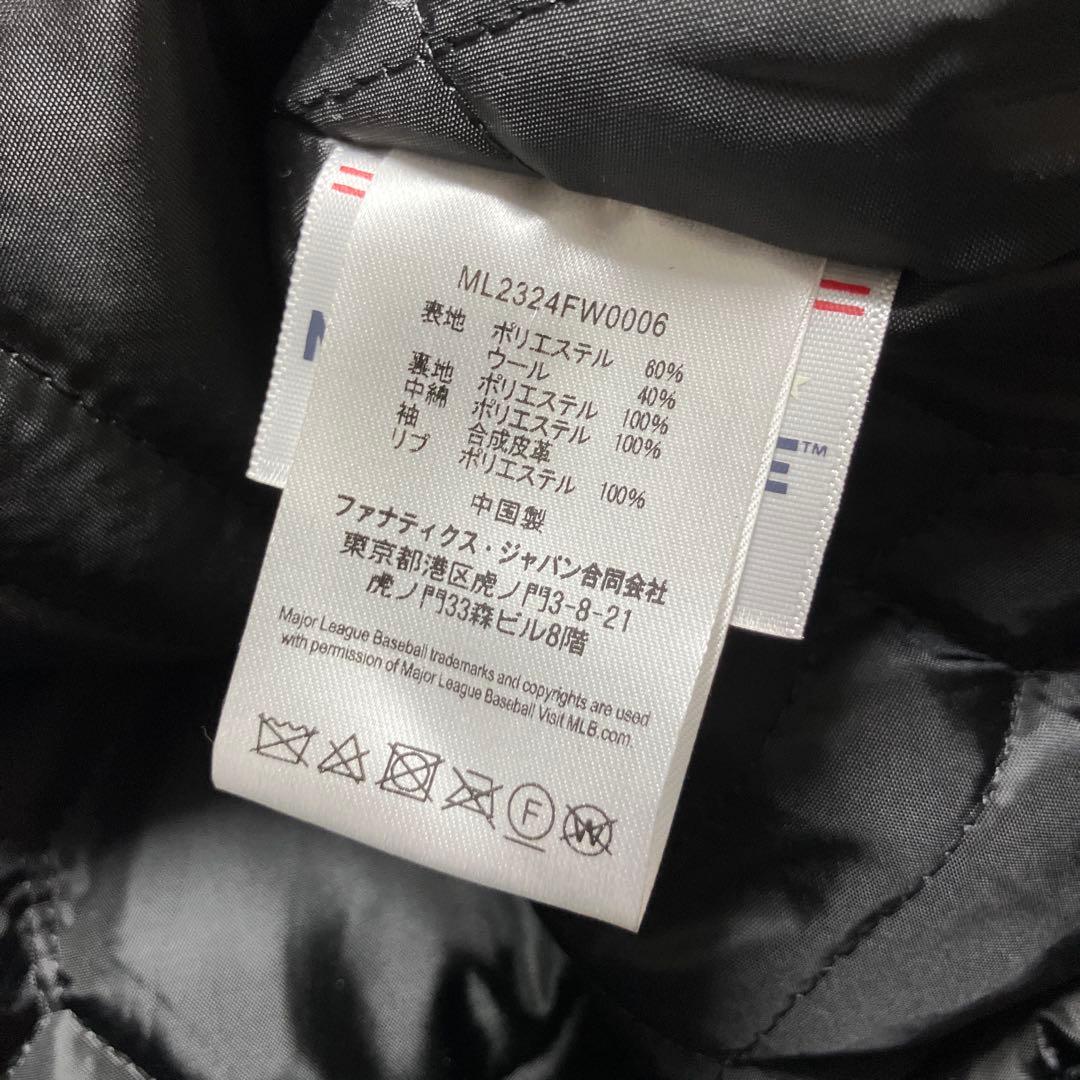 ML2324FW0006
表地 ポリエステル 60%
ウール 40%
裏地 ポリエステル 100%
中綿 ポリエステル 100%
袖 合成皮革
リブ ポリエステル 100%
中国製
ファナティクス・ジャパン合同会社
東京都港区虎ノ門3-8-21
虎ノ門33森ビル8階
Major League Baseball trademarks and copyrights are used
with permission of Major League Baseball Visit MLB.com.
F W
E™